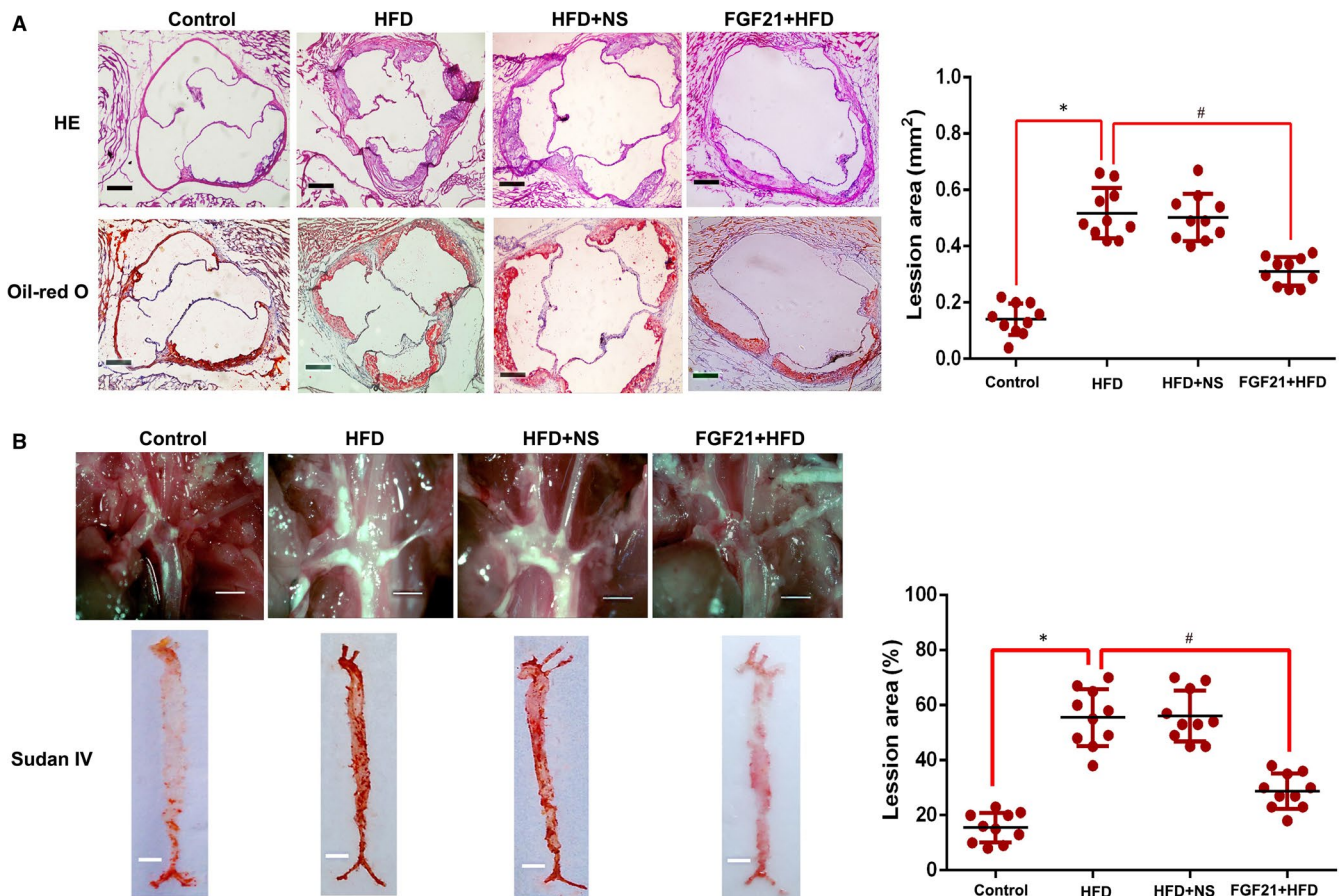 A
Control HFD HFD+NS FGF21+HFD
HE
Oil-red O
Lession area (mm2)
1.0
0.8
0.6
0.4
0.2
0.0
* #
Control HFD HFD+NS FGF21+HFD
B
Control HFD HFD+NS FGF21+HFD
Sudan IV
Lession area (%)
100
80
60
40
20
0
* #
Control HFD HFD+NS FGF21+HFD